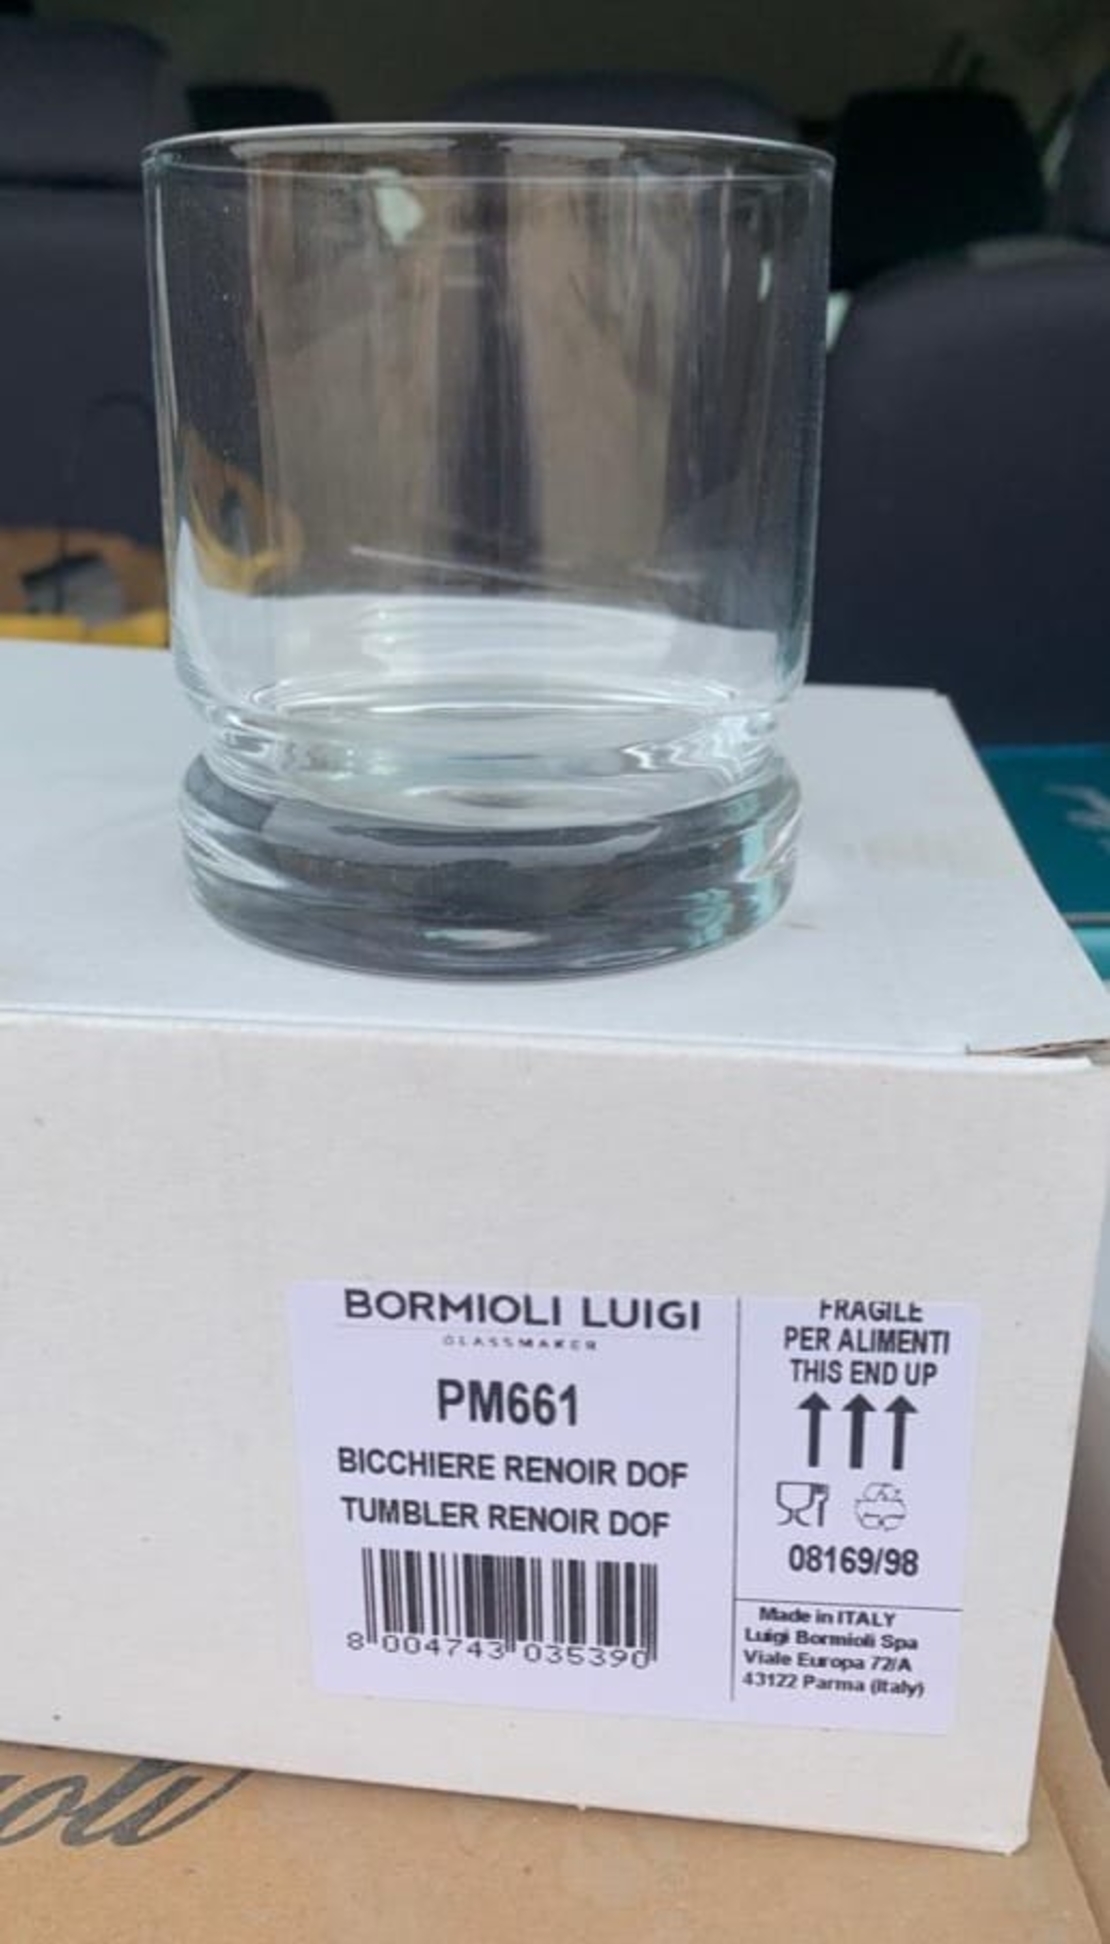 BORMIOLI LUIGI
GLASSMAKER
PM661
BICCHIERE RENOIR DOF
TUMBLER RENOIR DOF
8 004743 035390
FRAGILE
PER ALIMENTI
THIS END UP
08169/98
Made in ITALY
Luigi Bormioli Spa
Viale Europa 72/A
43122 Parma (Italy)